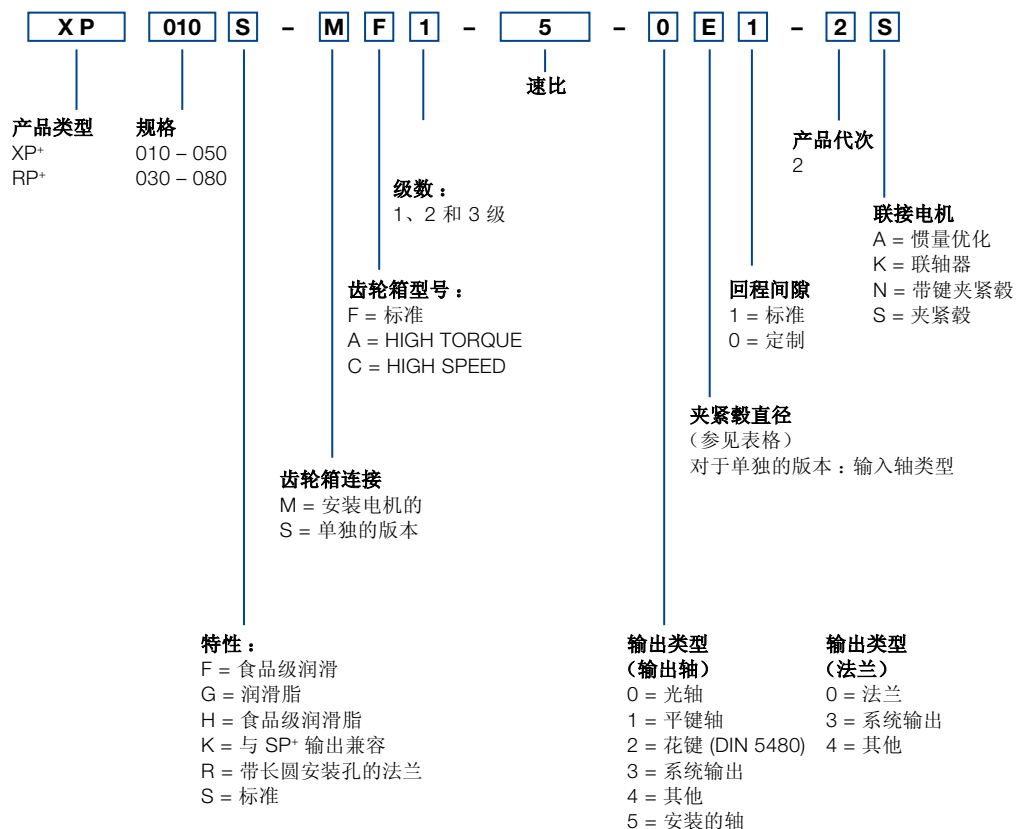 XP 010 S – M F 1 – 5 - 0 E 1 – 2 S
速比
产品类型
XP+
RP+
规格
010 – 050
030 – 080
产品代次
2
级数：
1、2 和 3 级
联接电机
A = 惯量优化
K = 联轴器
N = 带键夹紧毂
S = 夹紧毂
齿轮箱型号：
F = 标准
A = HIGH TORQUE
C = HIGH SPEED
回程间隙
1 = 标准
0 = 定制
夹紧毂直径
（参见表格）
对于单独的版本：输入轴类型
齿轮箱连接
M = 安装电机的
S = 单独的版本
特性：
F = 食品级润滑
G = 润滑脂
H = 食品级润滑脂
K = 与 SP+ 输出兼容
R = 带长圆安装孔的法兰
S = 标准
输出类型
（输出轴）
0 = 光轴
1 = 平键轴
2 = 花键 (DIN 5480)
3 = 系统输出
4 = 其他
5 = 安装的轴
输出类型
（法兰）
0 = 法兰
3 = 系统输出
4 = 其他